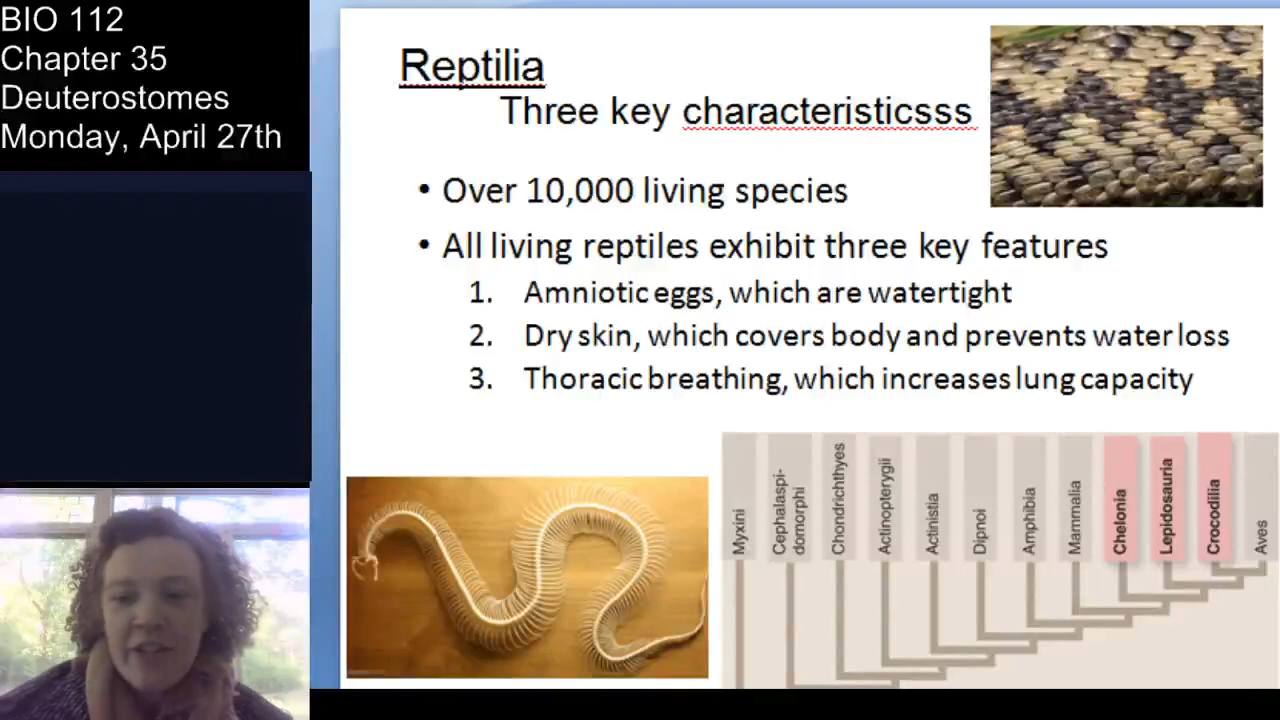 BIO 112
Chapter 35
Deuterostomes
Monday, April 27th
Reptilia
Three key characteristicsss
• Over 10,000 living species
• All living reptiles exhibit three key features
1. Amniotic eggs, which are watertight
2. Dry skin, which covers body and prevents water loss
3. Thoracic breathing, which increases lung capacity
Myxini
Cephalaspi-
domorphi
Chondrichthyes
Actinopterygii
Actinistia
Dipnoi
Amphibia
Mammalia
Chelonia
Lepidosauria
Crocodilia
Aves